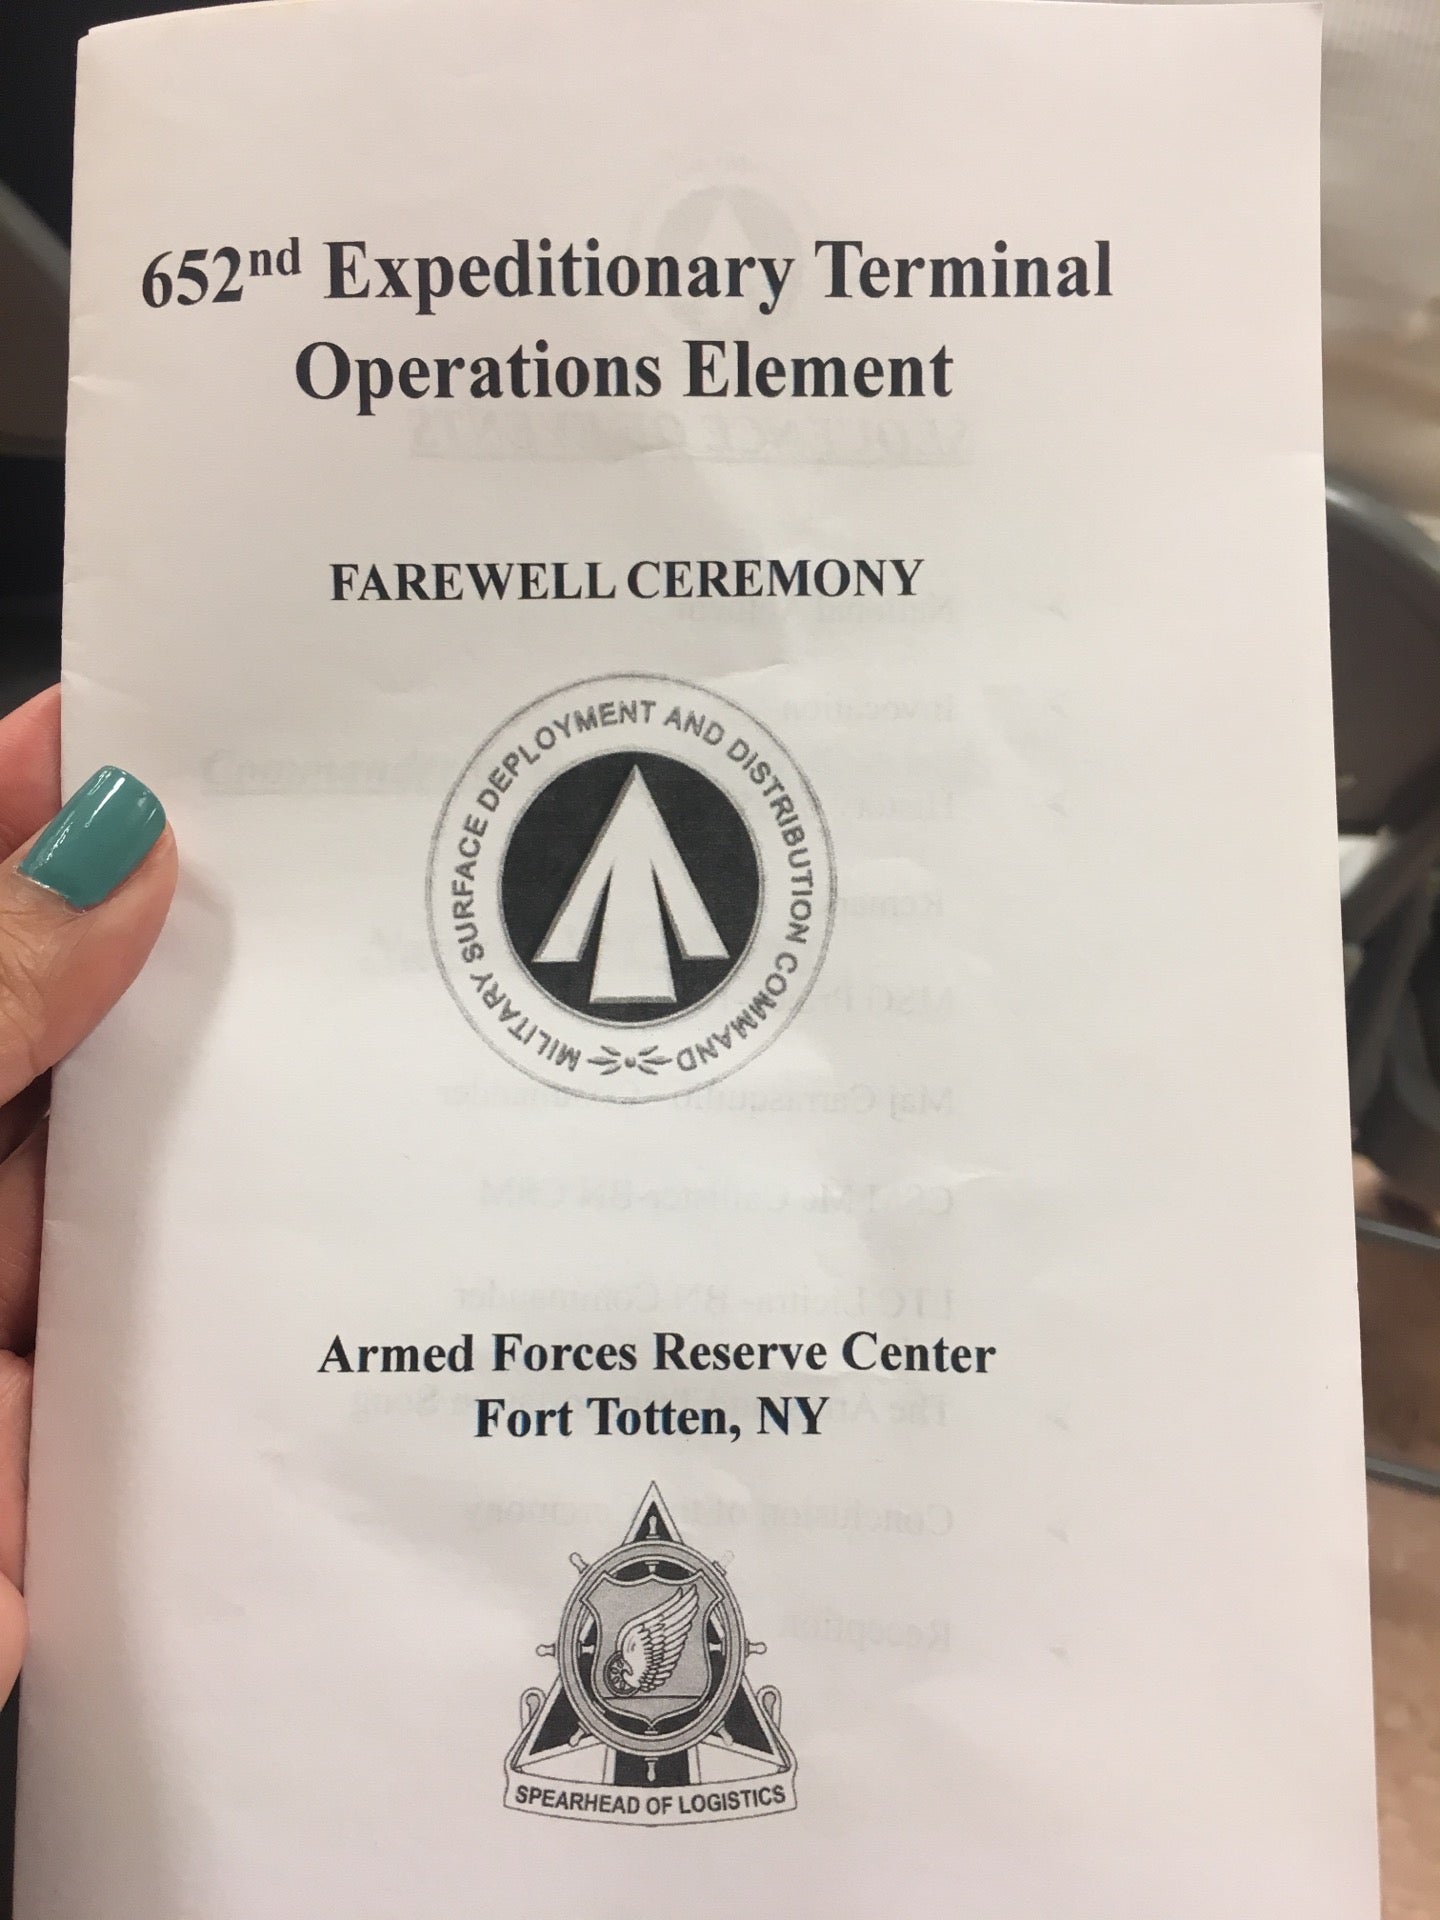 652nd Expeditionary Terminal
Operations Element
FAREWELL CEREMONY
MILITARY SURFACE DEPLOYMENT AND DISTRIBUTION COMMAND
Armed Forces Reserve Center
Fort Totten, NY
SPEARHEAD OF LOGISTICS